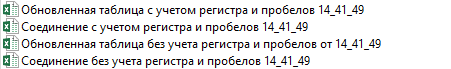 Обновленная таблица с учетом регистра и пробелов 14_41_49
Соединение с учетом регистра и пробелов 14_41_49
Обновленная таблица без учета регистра и пробелов от 14_41_49
Соединение без учета регистра и пробелов 14_41_49